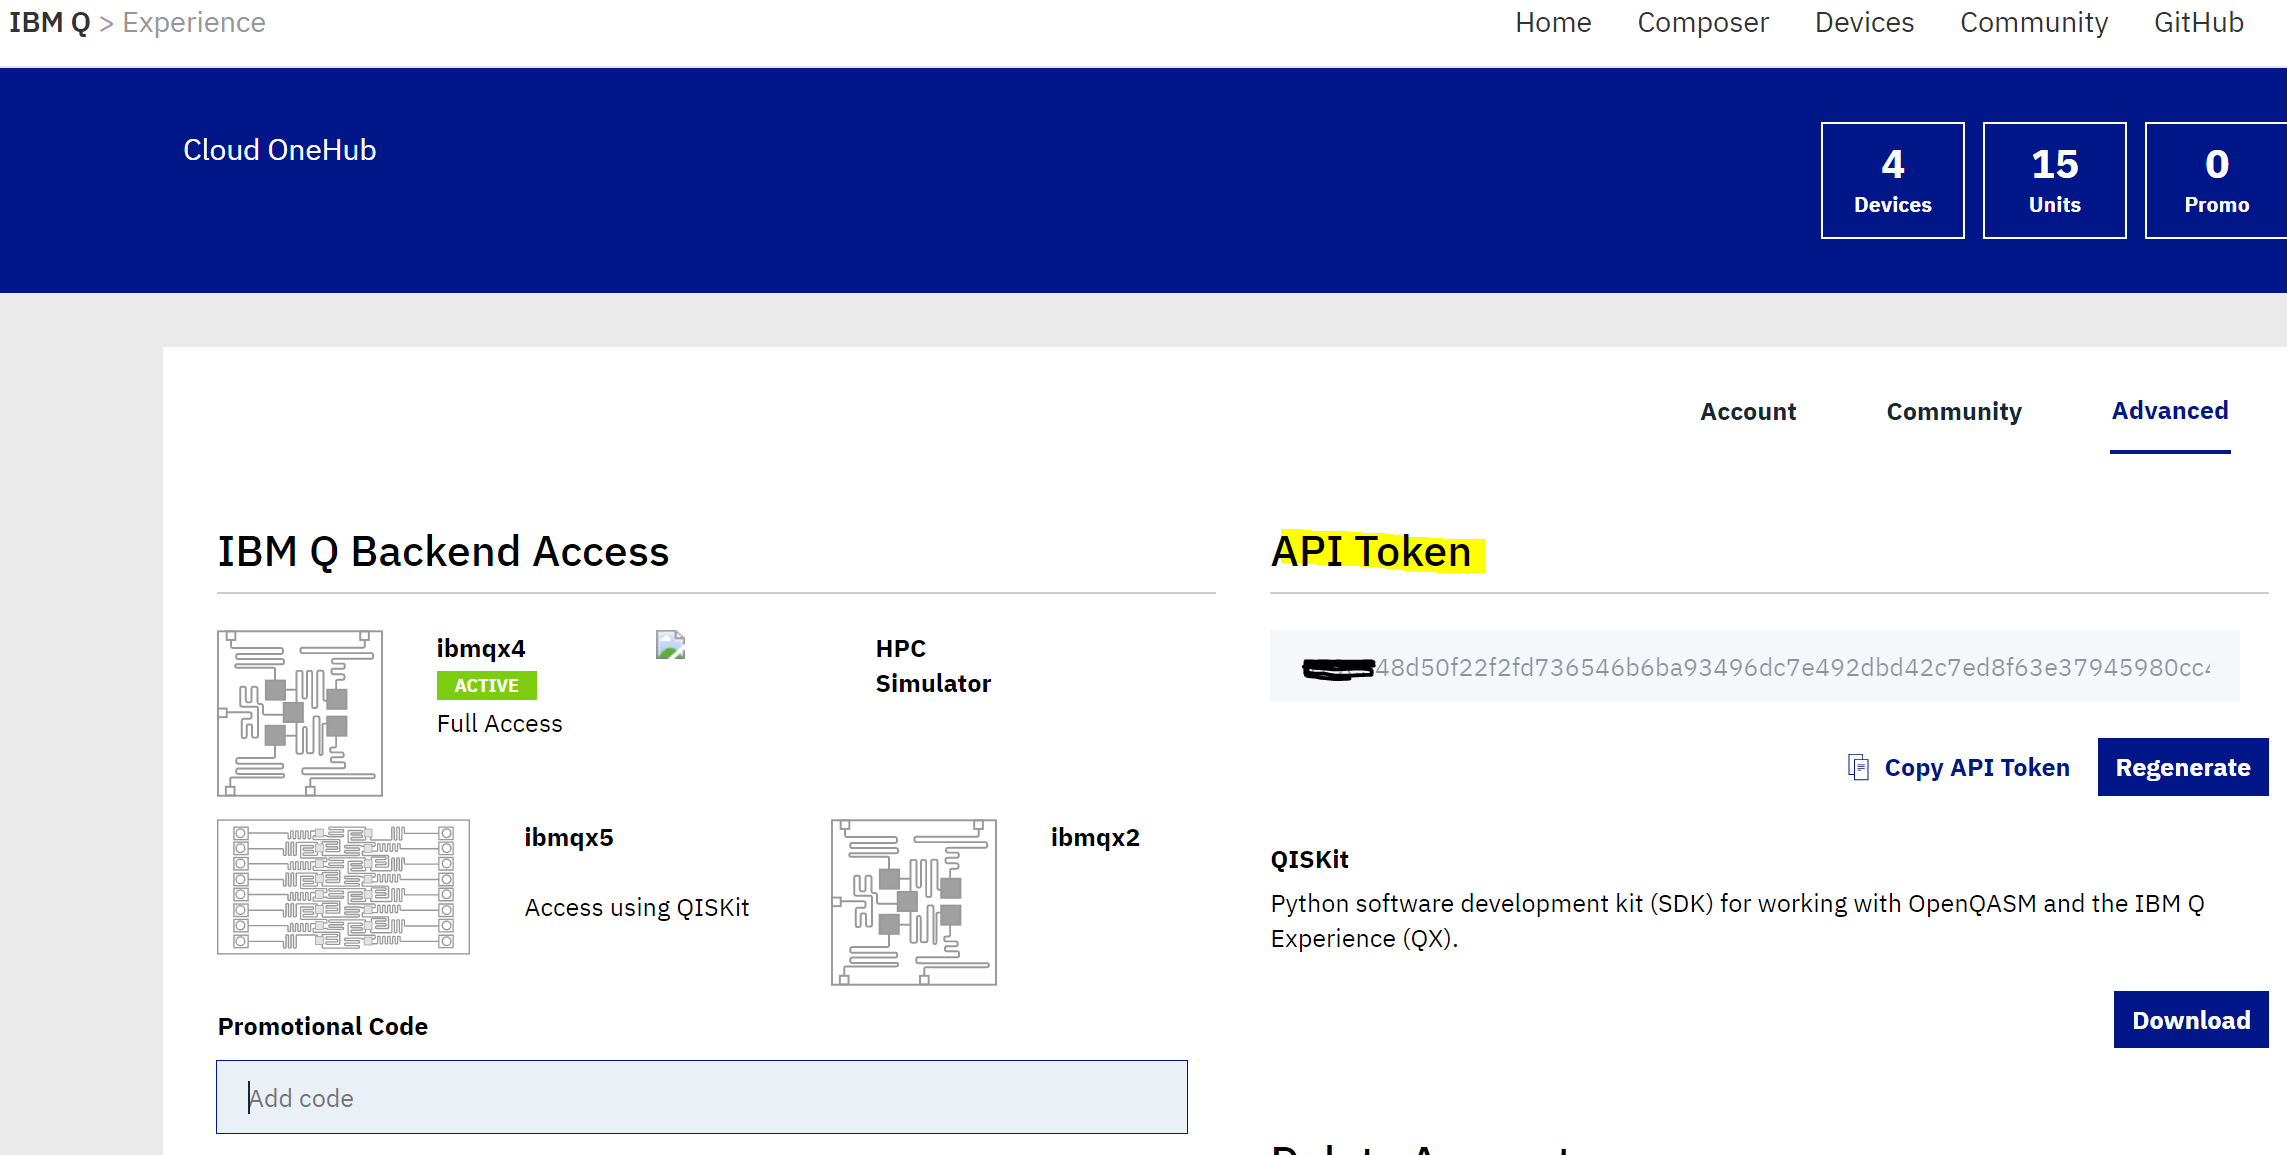 IBM Q > Experience
Home Composer Devices Community GitHub
Cloud OneHub
4 Devices
15 Units
0 Promo
Account Community Advanced
IBM Q Backend Access
ibmqx4
ACTIVE
Full Access
HPC
Simulator
ibmqx5
Access using QISKit
ibmqx2
Promotional Code
Add code
API Token
48d50f22f2fd736546b6ba93496dc7e492dbd42c7ed8f63e37945980cc
Copy API Token
Regenerate
QISKit
Python software development kit (SDK) for working with OpenQASM and the IBM Q
Experience (QX).
Download